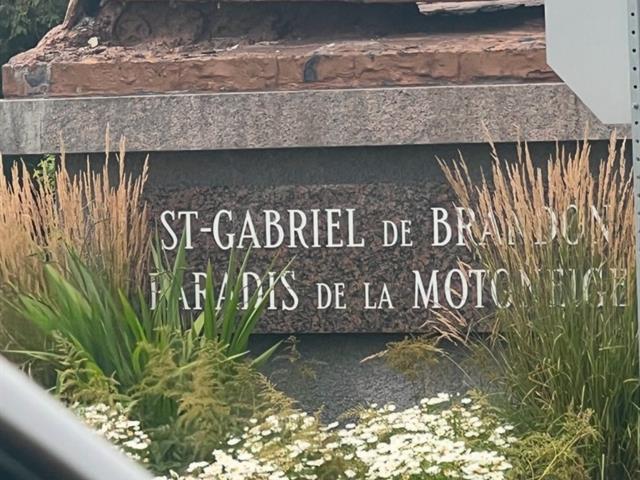 ST-GABRIEL DE BRANDON
PARADIS DE LA MOTONEIGE